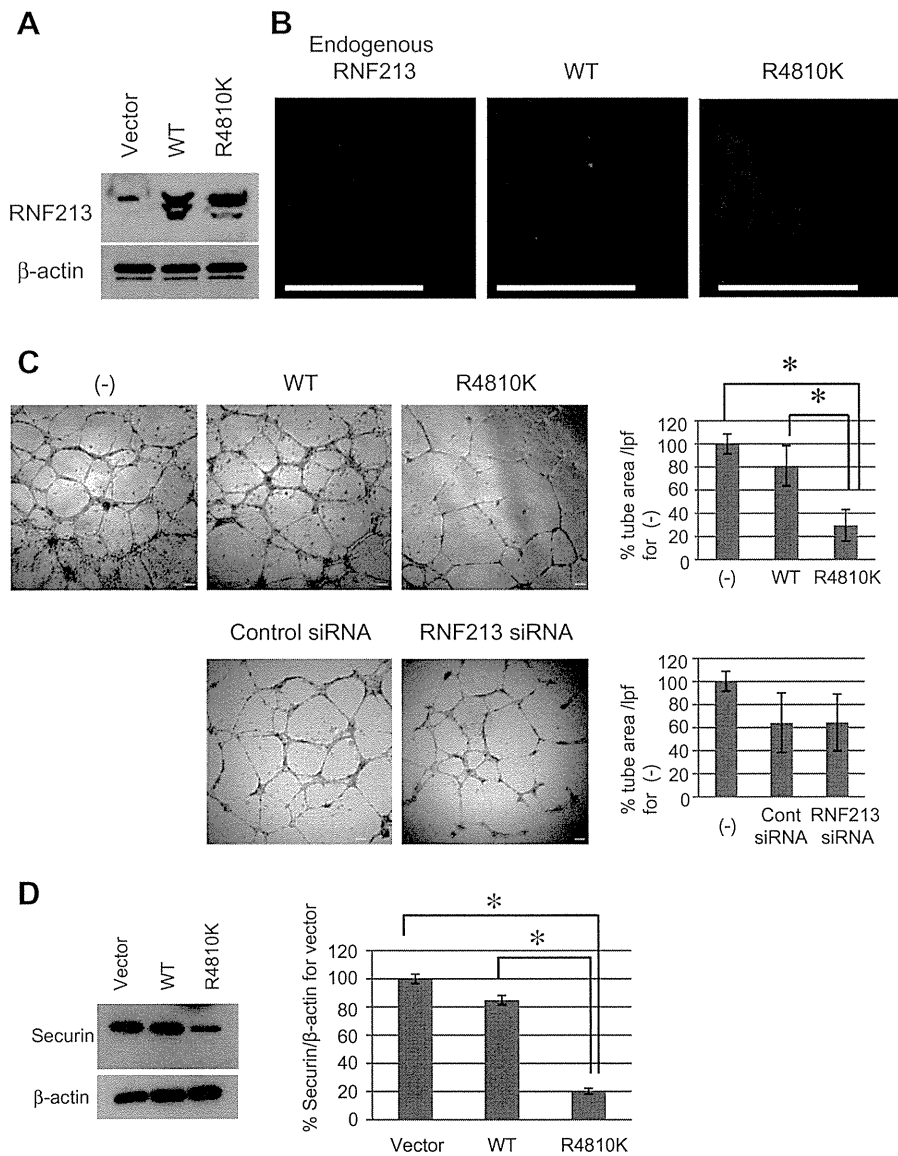 A
Vector
WT
R4810K
RNF213
β-actin
B
Endogenous
RNF213
WT
R4810K
C
(-)
WT
R4810K
% tube area /lpf
for (-)
120
100
80
60
40
20
0
*
*
(-)
WT
R4810K
Control siRNA
RNF213 siRNA
% tube area /lpf
for (-)
120
100
80
60
40
20
0
(-)
Cont
siRNA
RNF213
siRNA
D
Vector
WT
R4810K
Securin
β-actin
% Securin/β-actin for vector
120
100
80
60
40
20
0
*
*
Vector
WT
R4810K